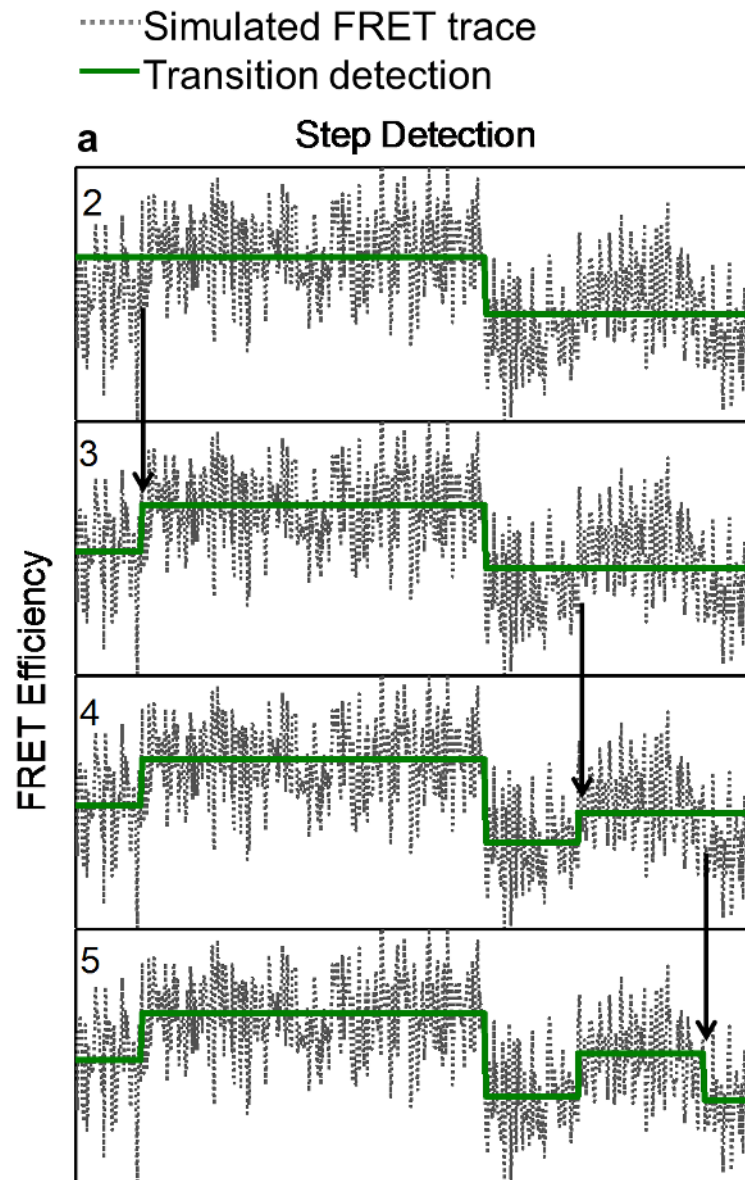 Simulated FRET trace
Transition detection
a
Step Detection
2
3
4
5
FRET Efficiency